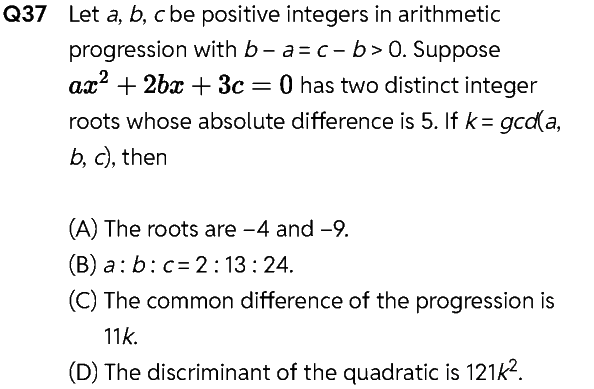 Q37 Let a, b, c be positive integers in arithmetic
progression with b – a = c – b > 0. Suppose
ax² + 2bx + 3c = 0 has two distinct integer
roots whose absolute difference is 5. If k = gcd(a,
b, c), then
(A) The roots are –4 and –9.
(B) a : b : c = 2 : 13 : 24.
(C) The common difference of the progression is
11k.
(D) The discriminant of the quadratic is 121k².